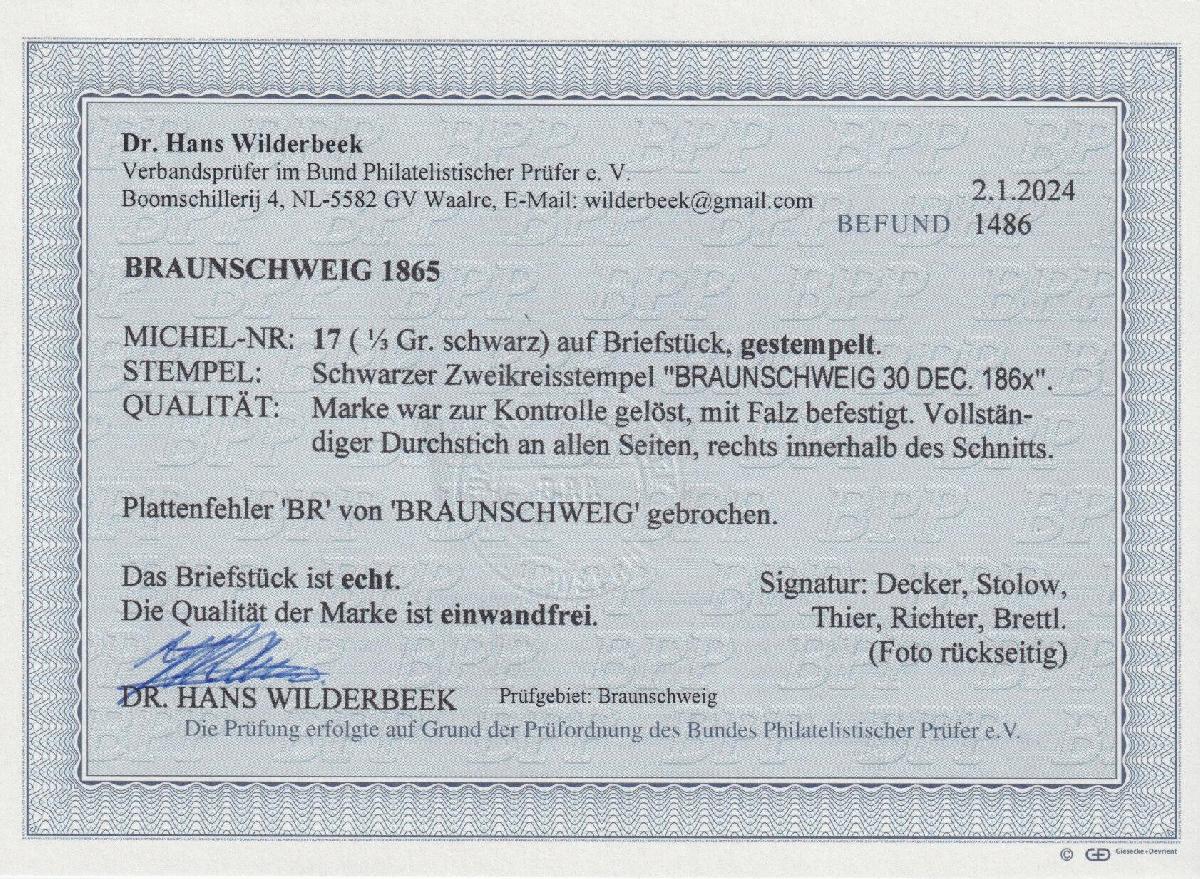 Dr. Hans Wilderbeek
Verbandsprüfer im Bund Philatelistischer Prüfer e. V.
Boomschillerij 4, NL-5582 GV Waalre, E-Mail: wilderbeek@gmail.com
2.1.2024
BEFUND 1486
BRAUNSCHWEIG 1865
MICHEL-NR: 17 ( ⅓ Gr. schwarz) auf Briefstück, gestempelt.
STEMPEL: Schwarzer Zweikreisstempel "BRAUNSCHWEIG 30 DEC. 186x".
QUALITÄT: Marke war zur Kontrolle gelöst, mit Falz befestigt. Vollstän-
diger Durchstich an allen Seiten, rechts innerhalb des Schnitts.
Plattenfehler 'BR' von 'BRAUNSCHWEIG' gebrochen.
Das Briefstück ist echt.
Die Qualität der Marke ist einwandfrei.
Signatur: Decker, Stolow,
Thier, Richter, Brettl.
(Foto rückseitig)
DR. HANS WILDERBEEK Prüfgebiet: Braunschweig
Die Prüfung erfolgte auf Grund der Prüfordnung des Bundes Philatelistischer Prüfer e.V.
© GD Giesecke+Devrient